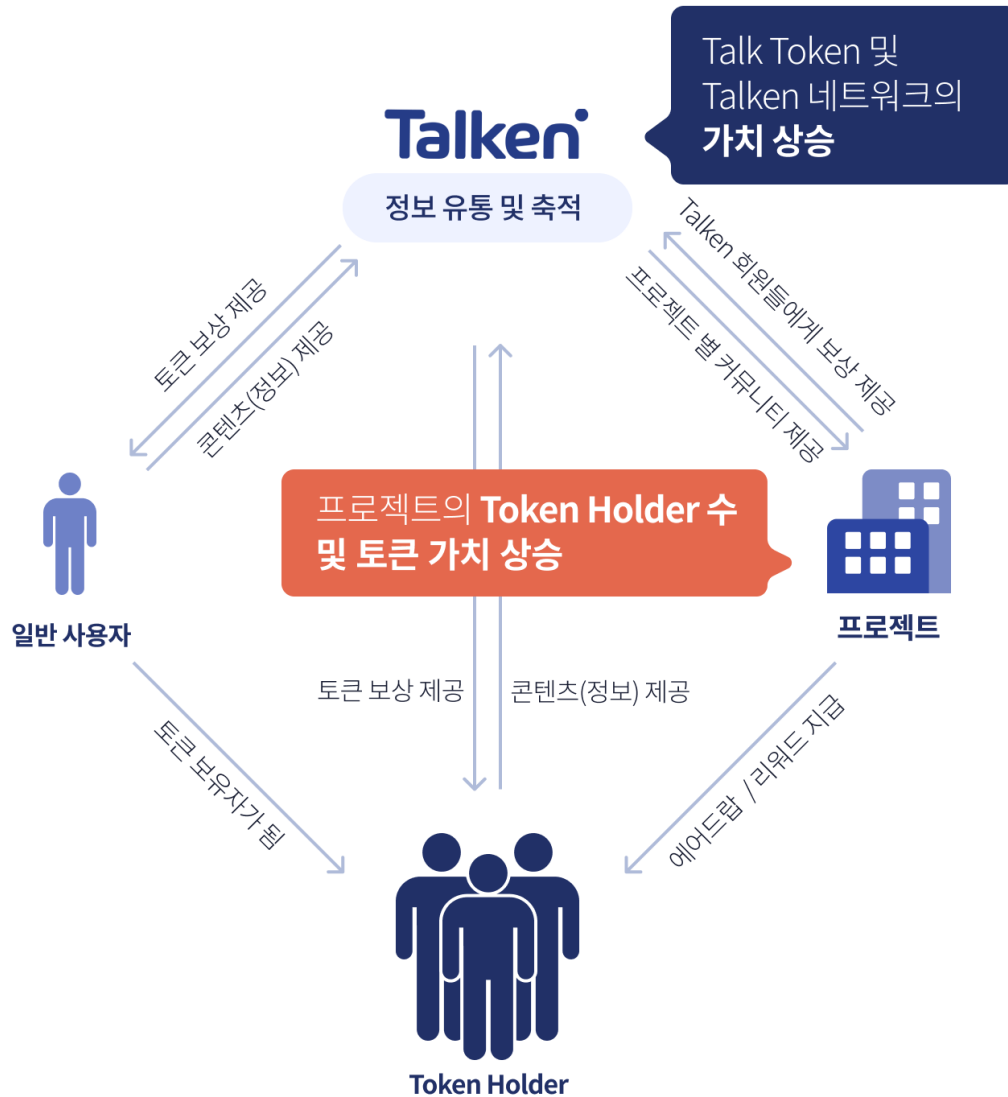 Talk Token 및
Talken 네트워크의
가치 상승
Talken
정보 유통 및 축적
토큰 보상 제공
콘텐츠(정보) 제공
Talken 회원들에게 보상 제공
프로젝트 별 커뮤니티 제공
프로젝트의 Token Holder 수
및 토큰 가치 상승
일반 사용자
프로젝트
토큰 보상 제공
콘텐츠(정보) 제공
토큰 보유자가 됨
에어드랍 / 리워드 지급
Token Holder